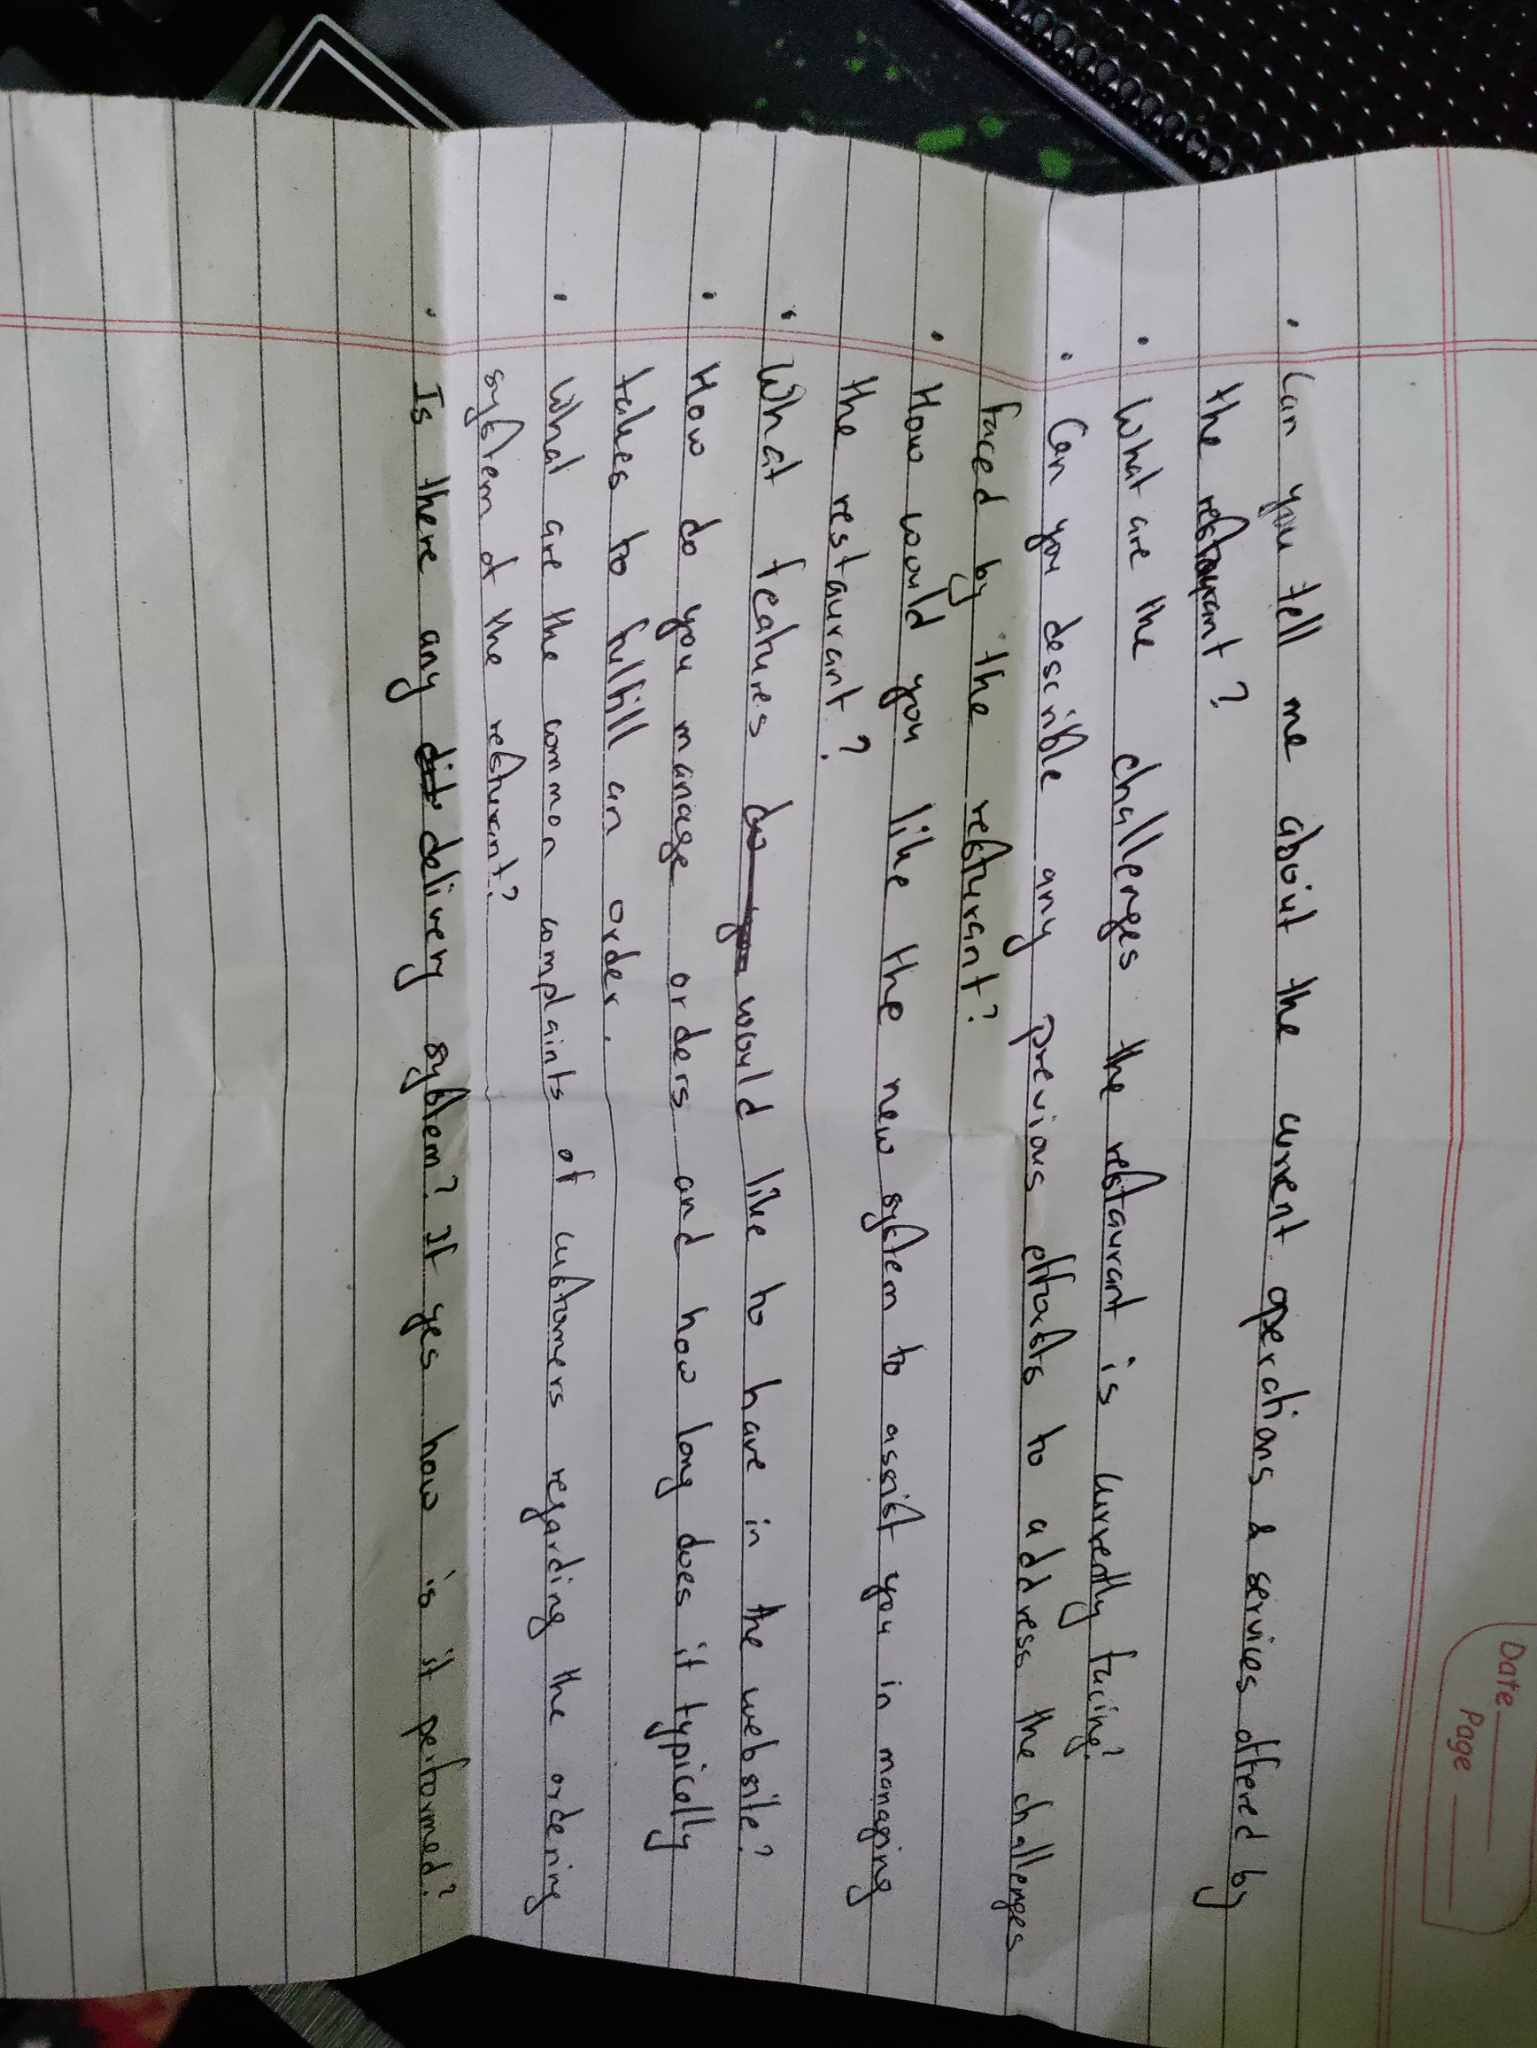 Date
Page
• Can you tell me about the current operations & services offered by
the restaurant?
• What are the challenges the restaurant is currently facing?
• Can you describle any previous effforts to address the challenges
faced by the resturant?
• How would you like the new system to assist you in managing
the restaurant?
• What features do you would like to have in the website?
• How do you manage orders and how long does it typically
takes to fulfill an order.
• What are the common complaints of customers regarding the ordering
system of the resturant?
• Is there any delivery system? If yes how is it performed?